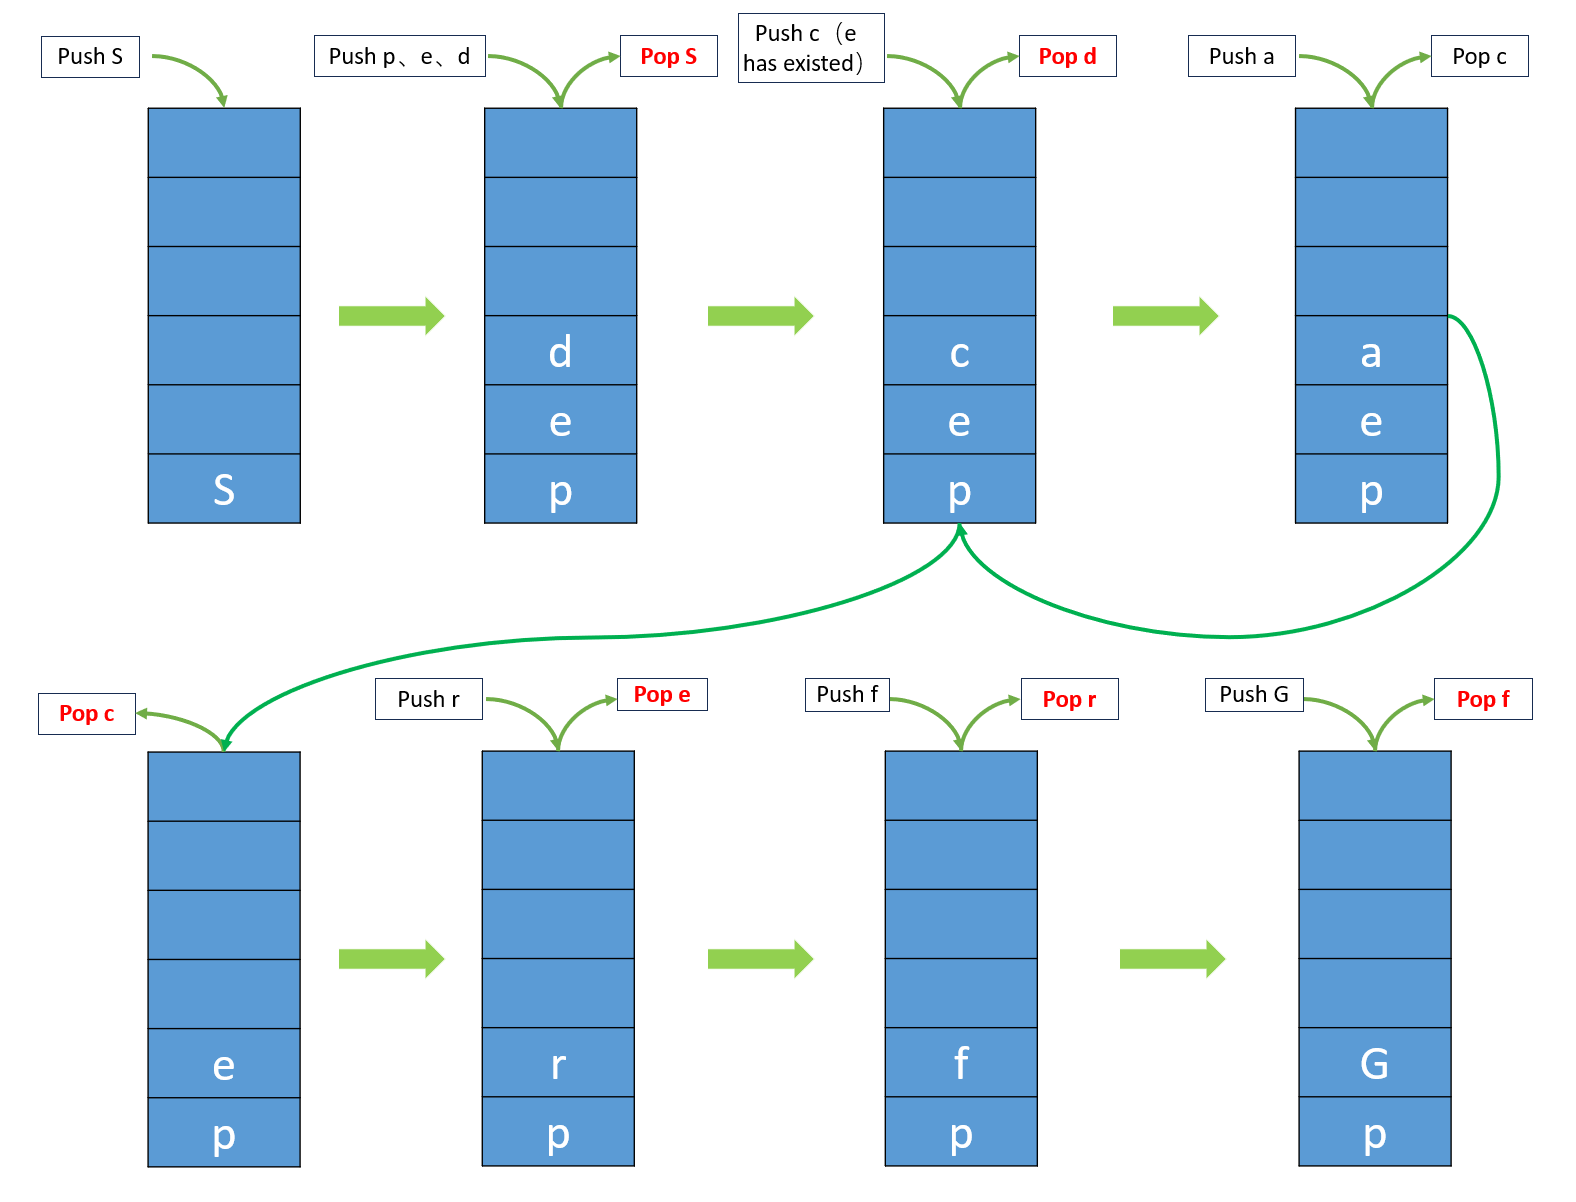 Push S
Push p、e、d
Pop S
Push c（e
has existed）
Pop d
Push a
Pop c
S
d
e
p
c
e
p
a
e
p
Pop c
Push r
Pop e
Push f
Pop r
Push G
Pop f
e
p
r
p
f
p
G
p